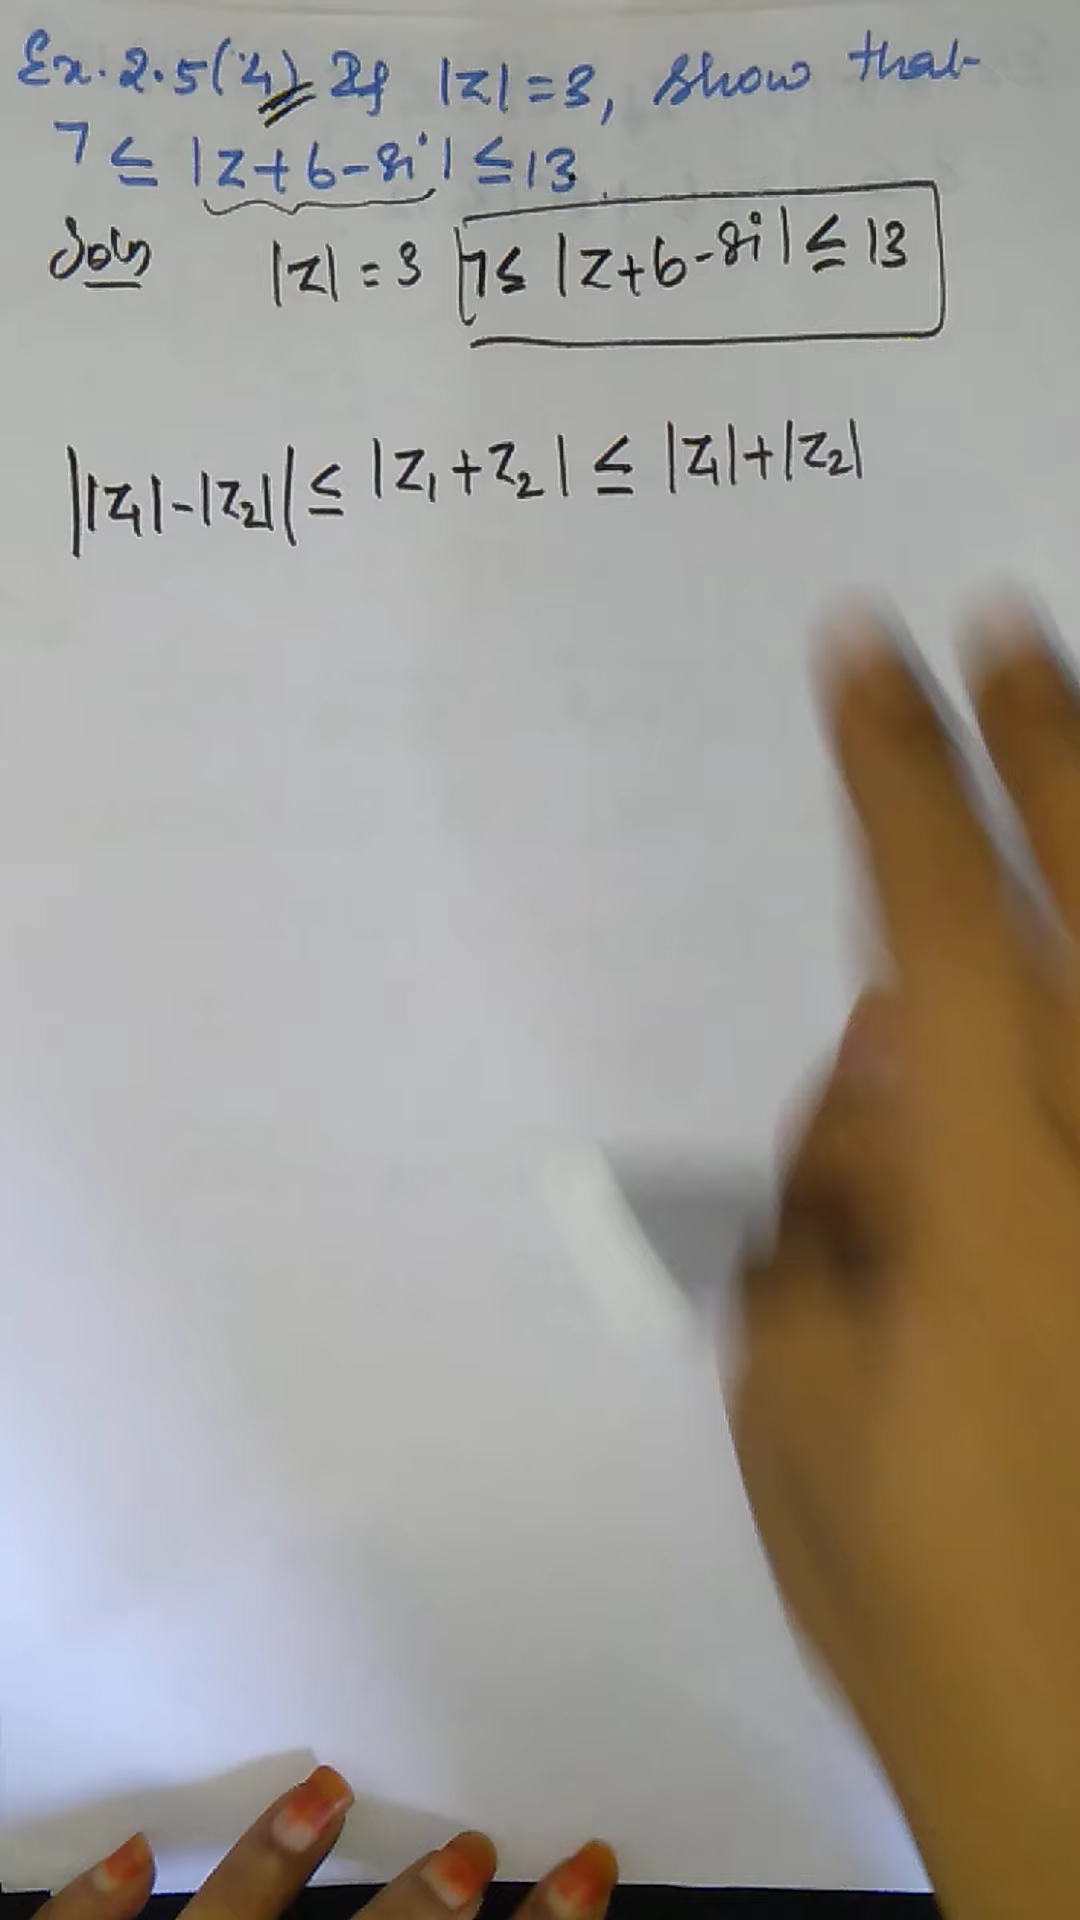 Ex. 2.5(4) If |z| = 3, show that
7 ≤ |z+6-8i| ≤ 13.
Soln |z| = 3 7 ≤ |z+6-8i| ≤ 13
||z₁|-|z₂|| ≤ |z₁+z₂| ≤ |z₁|+|z₂|